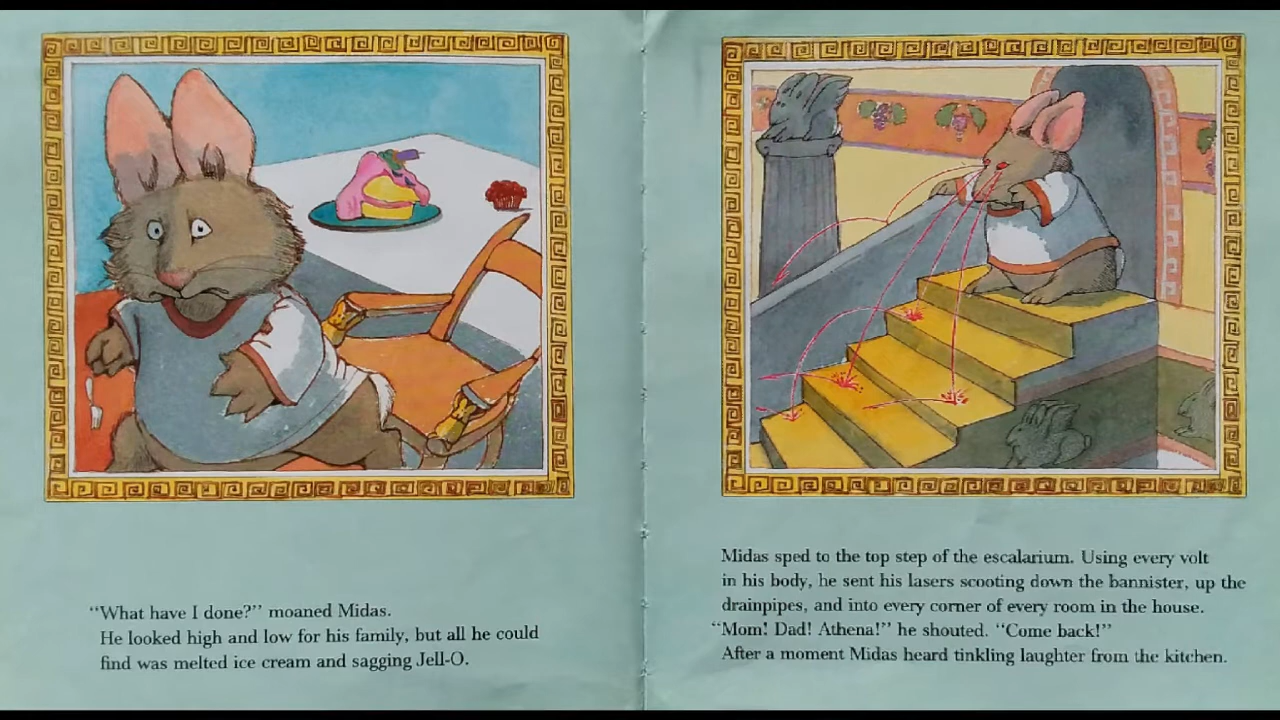 “What have I done?” moaned Midas.
He looked high and low for his family, but all he could
find was melted ice cream and sagging Jell-O.
Midas sped to the top step of the escalarium. Using every volt
in his body, he sent his lasers scooting down the bannister, up the
drainpipes, and into every corner of every room in the house.
“Mom! Dad! Athena!” he shouted. “Come back!”
After a moment Midas heard tinkling laughter from the kitchen.